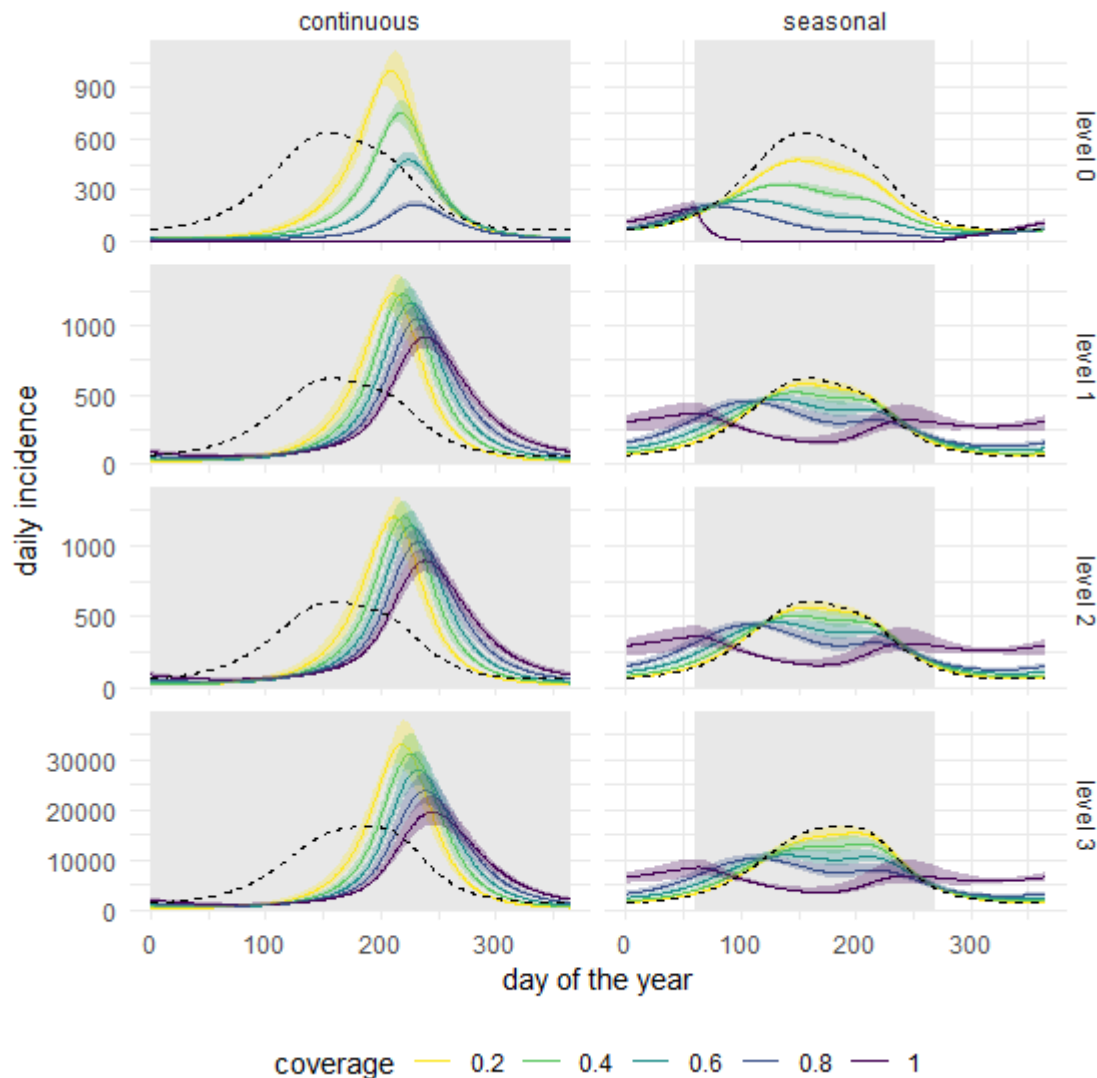 continuous seasonal
900
600
300
0
level 0
1000
500
0
level 1
daily incidence
1000
500
0
level 2
30000
20000
10000
0
level 3
0 100 200 300 0 100 200 300
day of the year
coverage 0.2 0.4 0.6 0.8 1